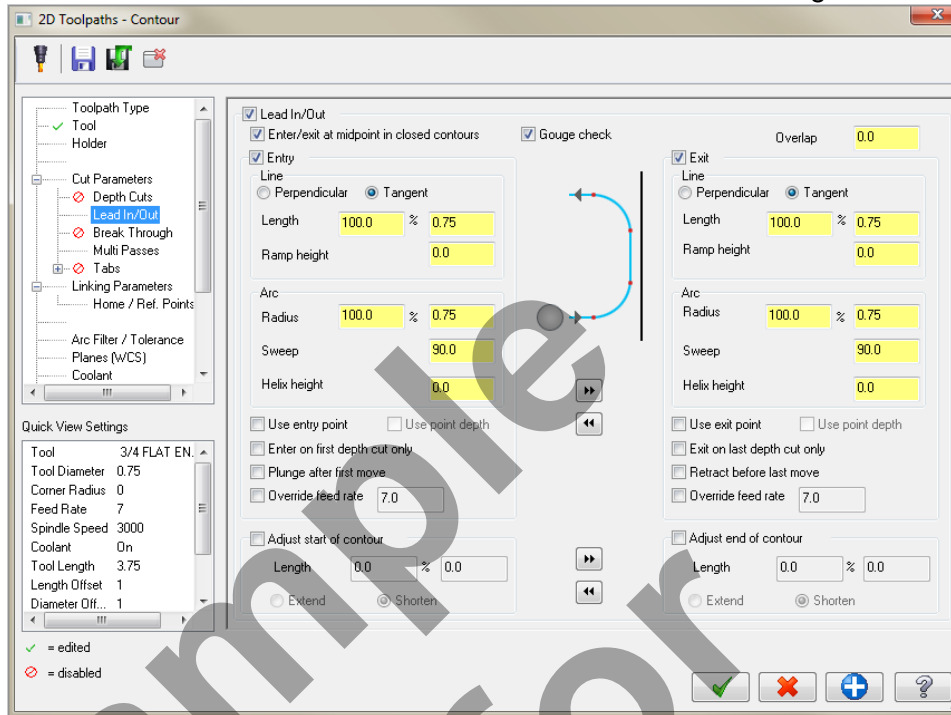 2D Toolpaths - Contour
Toolpath Type
Tool
Holder
Cut Parameters
Depth Cuts
Lead In/Out
Break Through
Multi Passes
Tabs
Linking Parameters
Home / Ref. Points
Arc Filter / Tolerance
Planes (WCS)
Coolant
Quick View Settings
Tool 3/4 FLAT EN.
Tool Diameter 0.75
Corner Radius 0
Feed Rate 7
Spindle Speed 3000
Coolant On
Tool Length 3.75
Length Offset 1
Diameter Off... 1
= edited
= disabled
Lead In/Out
Enter/exit at midpoint in closed contours Gouge check Overlap 0.0
Entry
Line
Perpendicular Tangent
Length 100.0 % 0.75
Ramp height 0.0
Arc
Radius 100.0 % 0.75
Sweep 90.0
Helix height 0.0
Use entry point Use point depth
Enter on first depth cut only
Plunge after first move
Override feed rate 7.0
Adjust start of contour
Length 0.0 % 0.0
Extend Shorten
Exit
Line
Perpendicular Tangent
Length 100.0 % 0.75
Ramp height 0.0
Arc
Radius 100.0 % 0.75
Sweep 90.0
Helix height 0.0
Use exit point Use point depth
Exit on last depth cut only
Retract before last move
Override feed rate 7.0
Adjust end of contour
Length 0.0 % 0.0
Extend Shorten